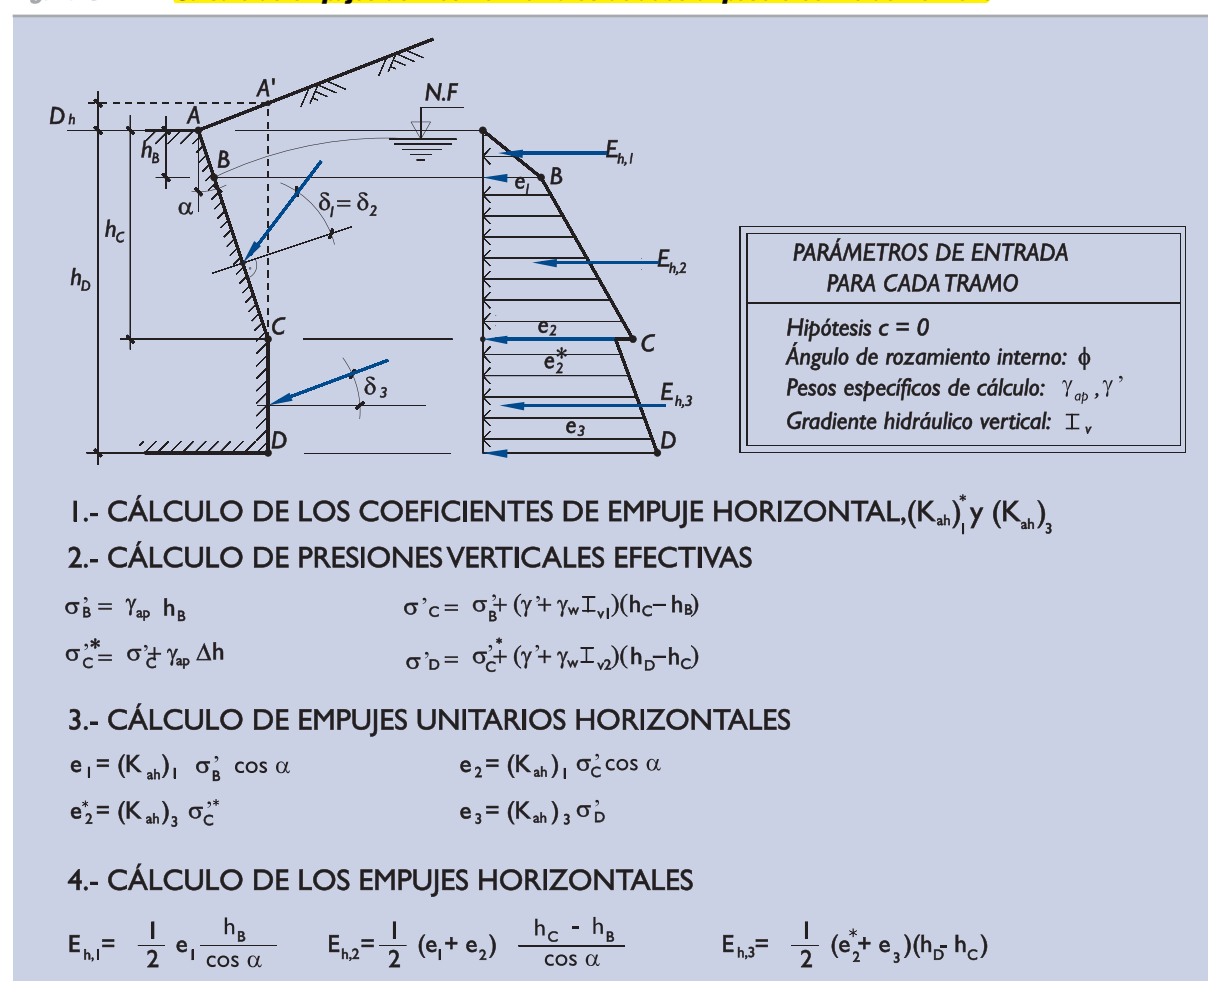 A'
N.F
A
Dh
hB
B
Eh,1
e1
B
α
δ1 = δ2
hC
Eh,2
hD
C
e2
C
e2*
δ3
Eh,3
e3
D
D
PARÁMETROS DE ENTRADA
PARA CADA TRAMO
Hipótesis c = 0
Ángulo de rozamiento interno: ϕ
Pesos específicos de cálculo: γap , γ'
Gradiente hidráulico vertical: Iv
1.- CÁLCULO DE LOS COEFICIENTES DE EMPUJE HORIZONTAL,(Kah)1* y (Kah)3
2.- CÁLCULO DE PRESIONES VERTICALES EFECTIVAS
σ'B = γap hB σ'C = σ'B + (γ' + γw Iv1)(hC – hB)
σ'C* = σ'C + γap Δh σ'D = σ'C* + (γ' + γw Iv2)(hD – hC)
3.- CÁLCULO DE EMPUJES UNITARIOS HORIZONTALES
e1 = (Kah)1 σ'B cos α e2 = (Kah)1 σ'C cos α
e2* = (Kah)3 σ'C* e3 = (Kah)3 σ'D
4.- CÁLCULO DE LOS EMPUJES HORIZONTALES
Eh,1 = 1/2 e1 hB/cos α Eh,2 = 1/2 (e1 + e2) (hC - hB)/cos α Eh,3 = 1/2 (e2* + e3)(hD - hC)